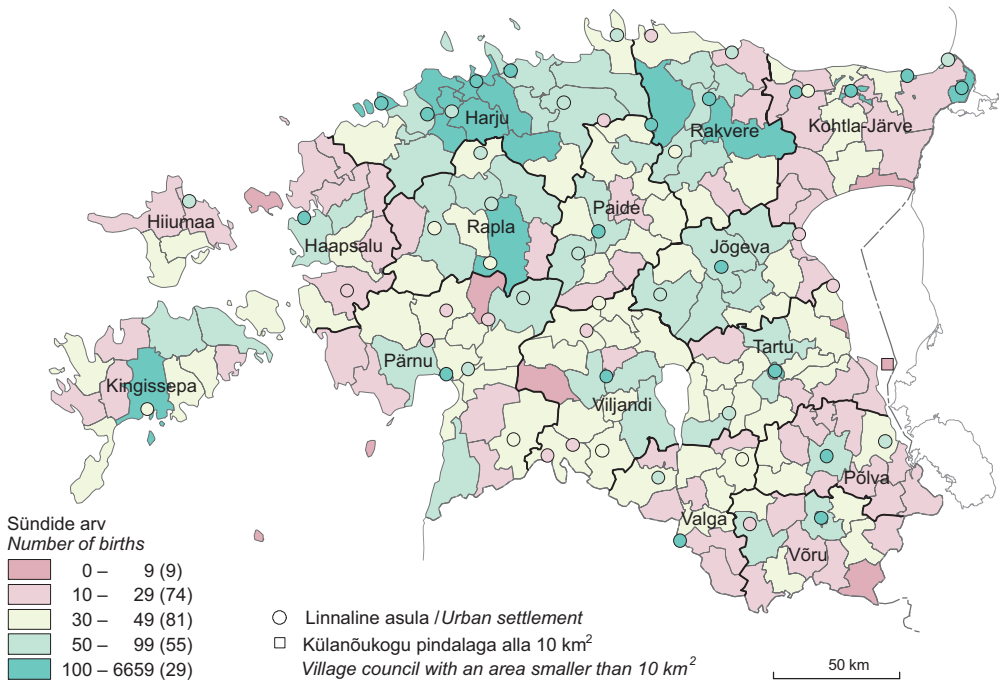 Harju
Rakvere
Kohtla-Järve
Hiiumaa
Haapsalu
Rapla
Paide
Jõgeva
Kingissepa
Pärnu
Viljandi
Tartu
Põlva
Valga
Võru
Sündide arv
Number of births
0 – 9 (9)
10 – 29 (74)
30 – 49 (81)
50 – 99 (55)
100 – 6659 (29)
Linnaline asula / Urban settlement
Külanõukogu pindalaga alla 10 km²
Village council with an area smaller than 10 km²
50 km